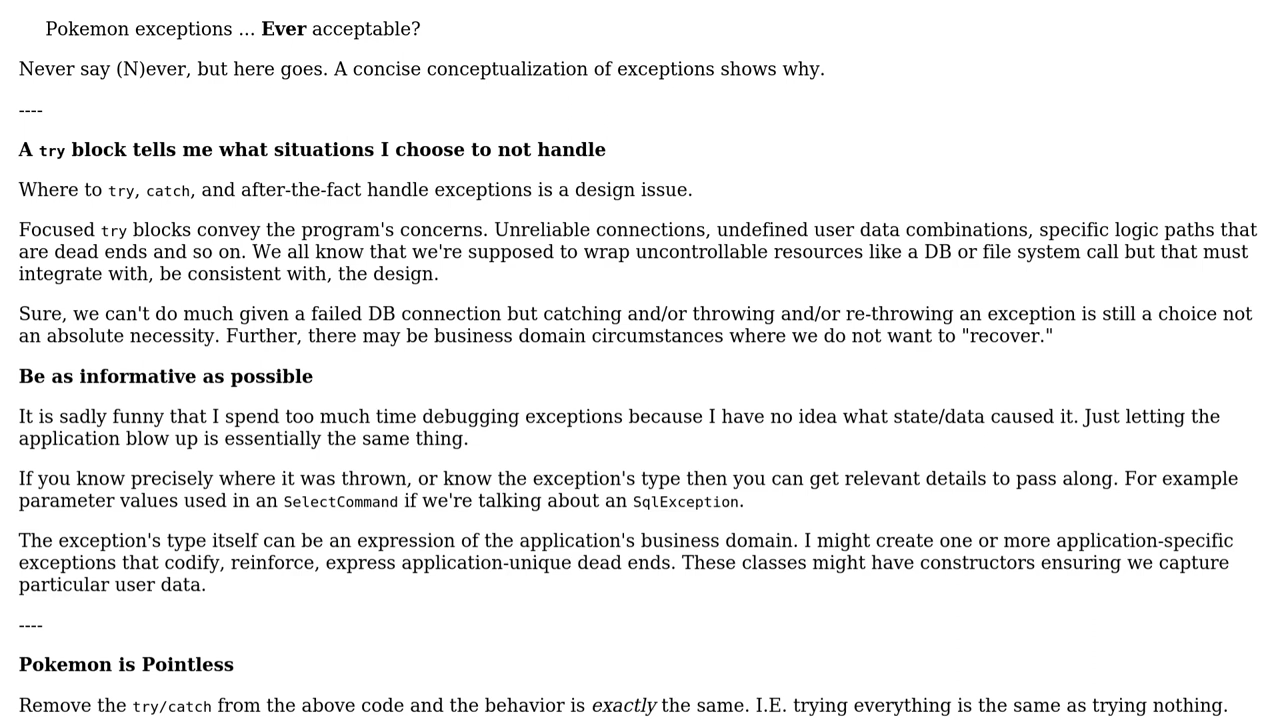 Pokemon exceptions ... Ever acceptable?
Never say (N)ever, but here goes. A concise conceptualization of exceptions shows why.
----
A try block tells me what situations I choose to not handle
Where to try, catch, and after-the-fact handle exceptions is a design issue.
Focused try blocks convey the program's concerns. Unreliable connections, undefined user data combinations, specific logic paths that
are dead ends and so on. We all know that we're supposed to wrap uncontrollable resources like a DB or file system call but that must
integrate with, be consistent with, the design.
Sure, we can't do much given a failed DB connection but catching and/or throwing and/or re-throwing an exception is still a choice not
an absolute necessity. Further, there may be business domain circumstances where we do not want to "recover."
Be as informative as possible
It is sadly funny that I spend too much time debugging exceptions because I have no idea what state/data caused it. Just letting the
application blow up is essentially the same thing.
If you know precisely where it was thrown, or know the exception's type then you can get relevant details to pass along. For example
parameter values used in an SelectCommand if we're talking about an SqlException.
The exception's type itself can be an expression of the application's business domain. I might create one or more application-specific
exceptions that codify, reinforce, express application-unique dead ends. These classes might have constructors ensuring we capture
particular user data.
----
Pokemon is Pointless
Remove the try/catch from the above code and the behavior is exactly the same. I.E. trying everything is the same as trying nothing.